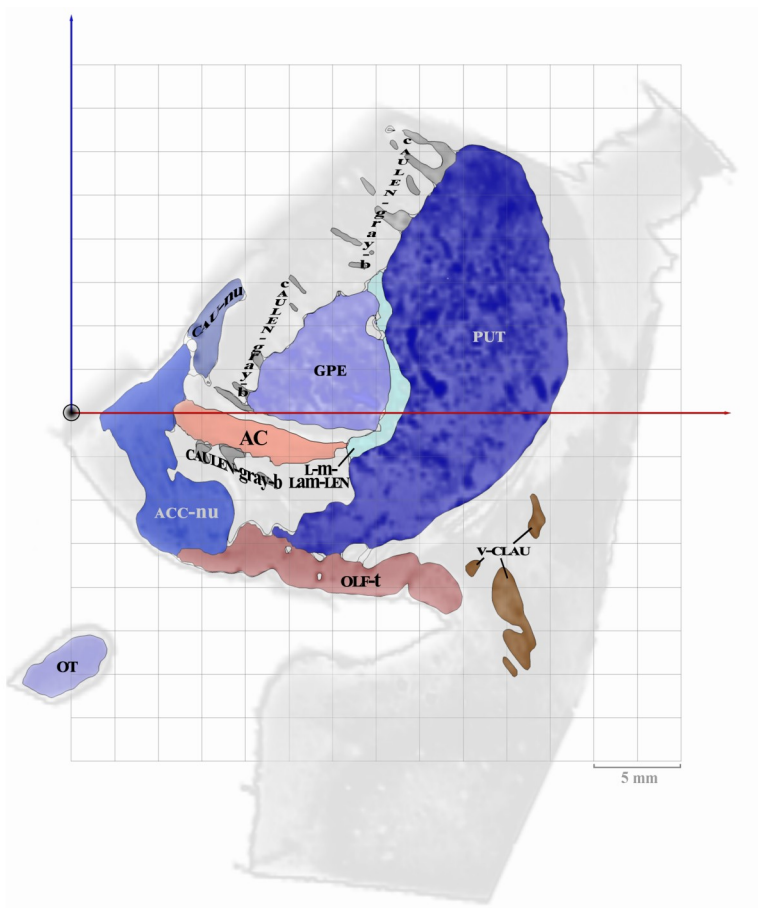 CAULEN-gray-b
CAU-nu
CAULEN-gray-b
PUT
GPE
AC
CAULEN-gray-b
L-m-
Lam-LEN
ACC-nu
V-CLAU
OLF-t
OT
5 mm